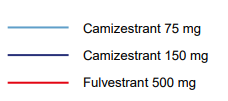 Camizestrant 75 mg
Camizestrant 150 mg
Fulvestrant 500 mg